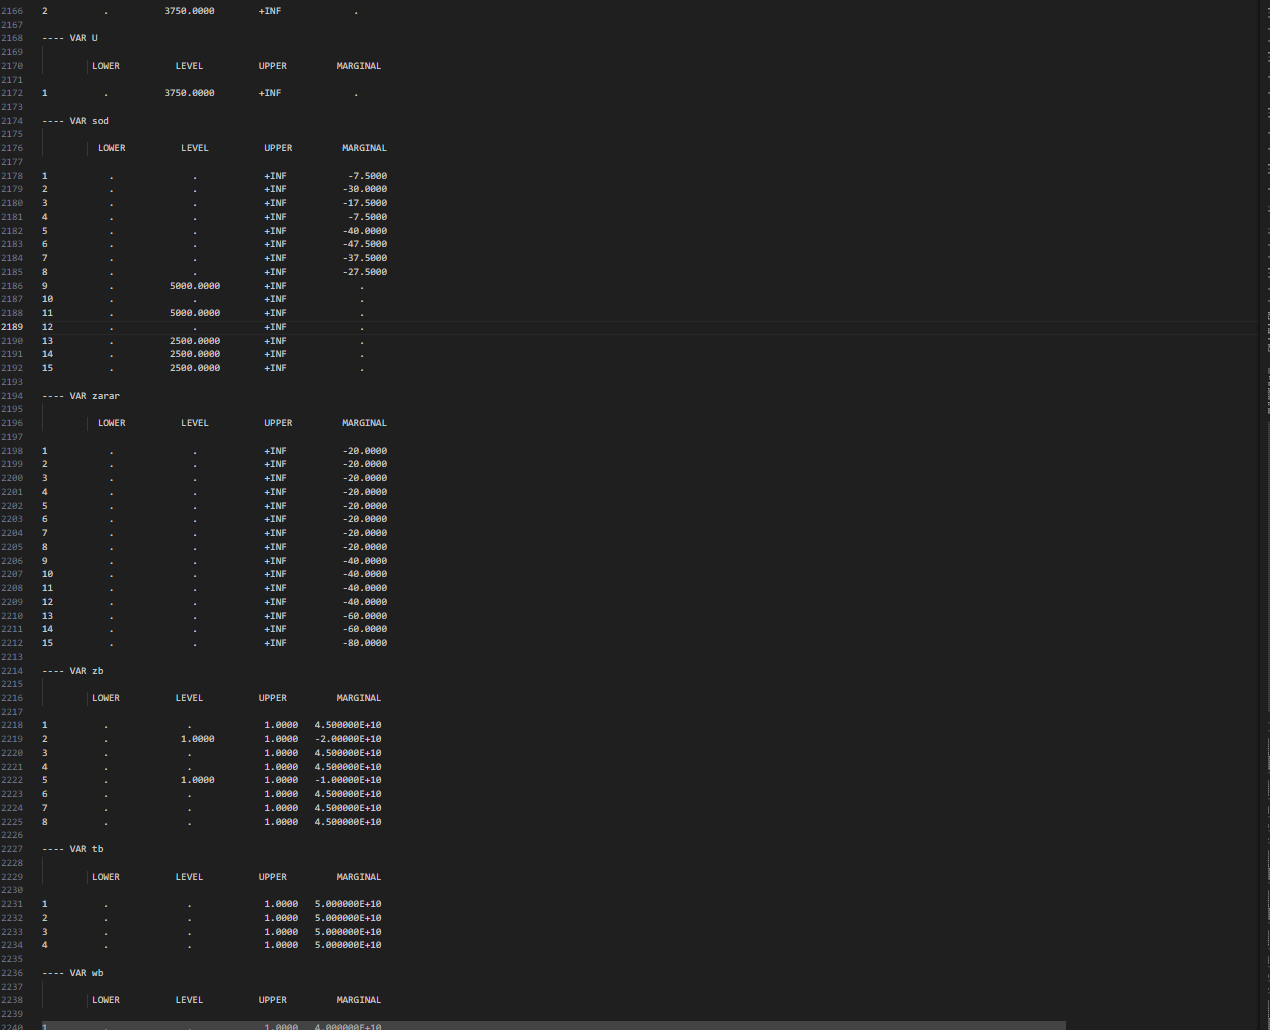 2166 2 . 3750.0000 +INF .
2167
2168 ---- VAR U
2169
2170 LOWER LEVEL UPPER MARGINAL
2171
2172 1 . 3750.0000 +INF .
2173
2174 ---- VAR sod
2175
2176 LOWER LEVEL UPPER MARGINAL
2177
2178 1 . . +INF -7.5000
2179 2 . . +INF -30.0000
2180 3 . . +INF -17.5000
2181 4 . . +INF -7.5000
2182 5 . . +INF -40.0000
2183 6 . . +INF -47.5000
2184 7 . . +INF -37.5000
2185 8 . . +INF -27.5000
2186 9 . 5000.0000 +INF .
2187 10 . . +INF .
2188 11 . 5000.0000 +INF .
2189 12 . . +INF .
2190 13 . 2500.0000 +INF .
2191 14 . 2500.0000 +INF .
2192 15 . 2500.0000 +INF .
2193
2194 ---- VAR zarar
2195
2196 LOWER LEVEL UPPER MARGINAL
2197
2198 1 . . +INF -20.0000
2199 2 . . +INF -20.0000
2200 3 . . +INF -20.0000
2201 4 . . +INF -20.0000
2202 5 . . +INF -20.0000
2203 6 . . +INF -20.0000
2204 7 . . +INF -20.0000
2205 8 . . +INF -20.0000
2206 9 . . +INF -40.0000
2207 10 . . +INF -40.0000
2208 11 . . +INF -40.0000
2209 12 . . +INF -40.0000
2210 13 . . +INF -60.0000
2211 14 . . +INF -60.0000
2212 15 . . +INF -80.0000
2213
2214 ---- VAR zb
2215
2216 LOWER LEVEL UPPER MARGINAL
2217
2218 1 . . 1.0000 4.500000E+10
2219 2 . 1.0000 1.0000 -2.00000E+10
2220 3 . . 1.0000 4.500000E+10
2221 4 . . 1.0000 4.500000E+10
2222 5 . 1.0000 1.0000 -1.00000E+10
2223 6 . . 1.0000 4.500000E+10
2224 7 . . 1.0000 4.500000E+10
2225 8 . . 1.0000 4.500000E+10
2226
2227 ---- VAR tb
2228
2229 LOWER LEVEL UPPER MARGINAL
2230
2231 1 . . 1.0000 5.000000E+10
2232 2 . . 1.0000 5.000000E+10
2233 3 . . 1.0000 5.000000E+10
2234 4 . . 1.0000 5.000000E+10
2235
2236 ---- VAR wb
2237
2238 LOWER LEVEL UPPER MARGINAL
2239
2240 1 . . 1.0000 4.000000E+10